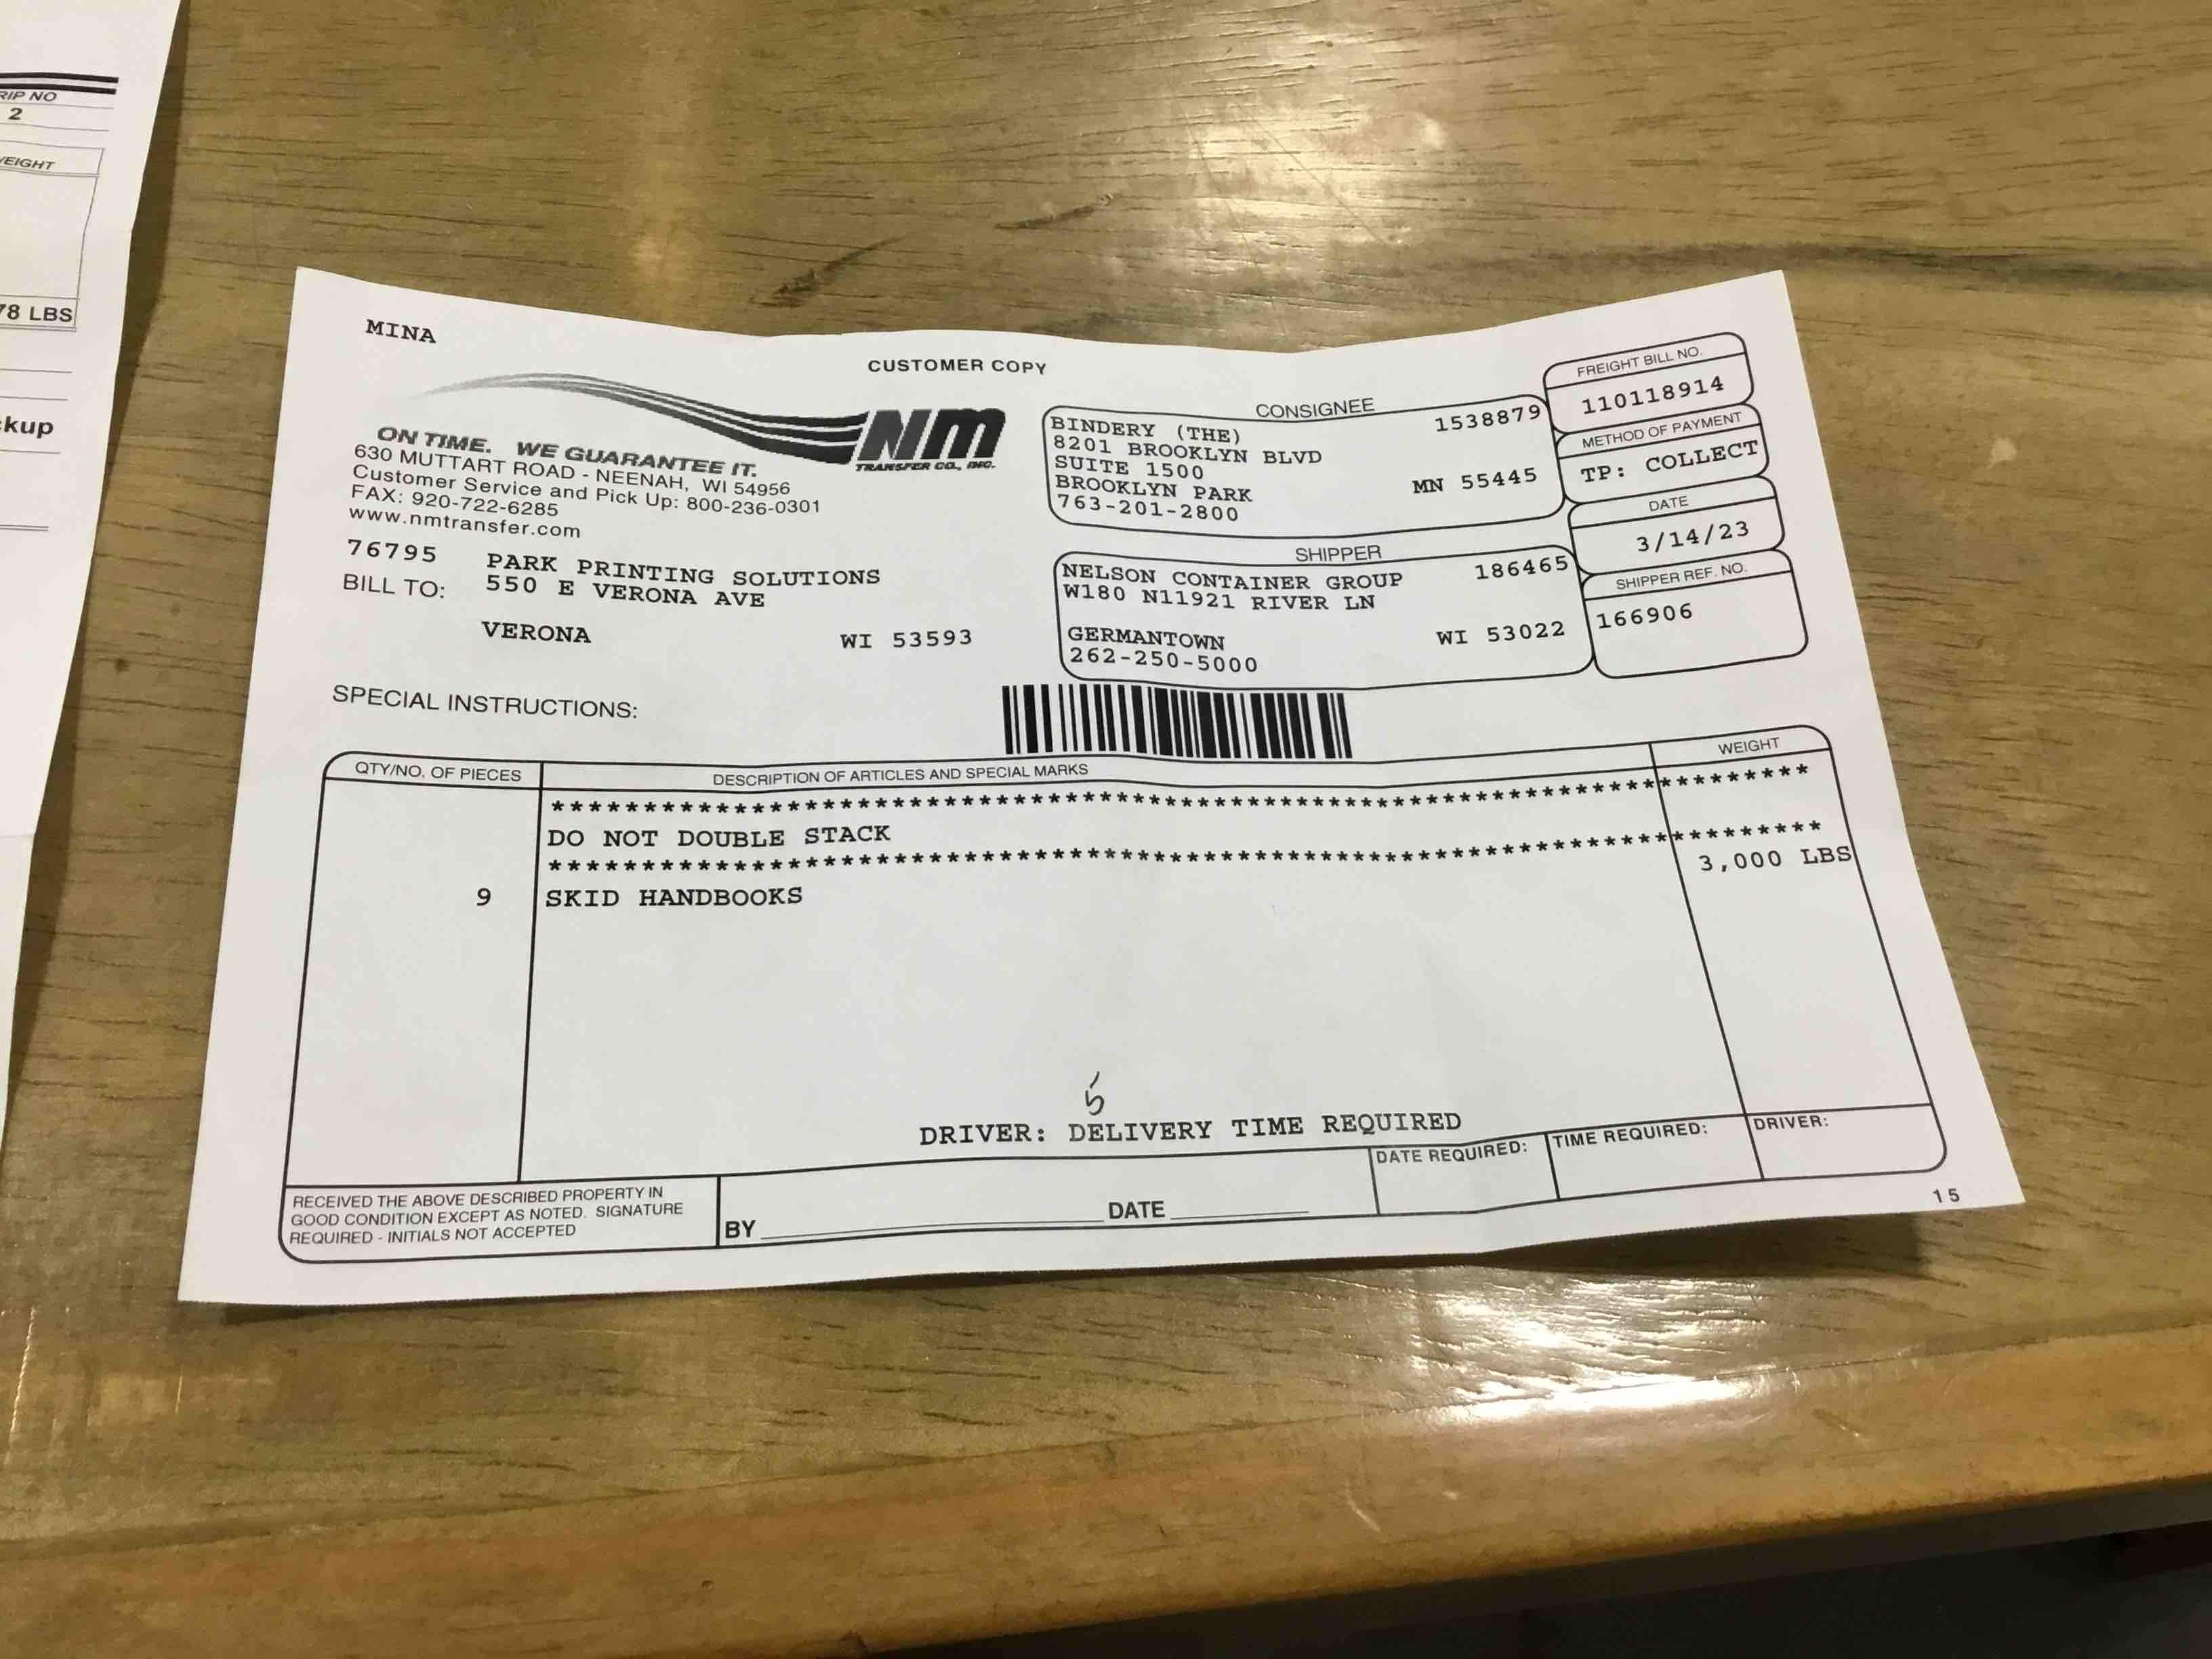 RIP NO
2
EIGHT
78 LBS
ckup
MINA
CUSTOMER COPY
NM
TRANSFER CO., INC.
ON TIME. WE GUARANTEE IT.
630 MUTTART ROAD - NEENAH, WI 54956
Customer Service and Pick Up: 800-236-0301
FAX: 920-722-6285
www.nmtransfer.com
76795 PARK PRINTING SOLUTIONS
BILL TO: 550 E VERONA AVE
VERONA WI 53593
CONSIGNEE
BINDERY (THE) 1538879
8201 BROOKLYN BLVD
SUITE 1500
BROOKLYN PARK MN 55445
763-201-2800
SHIPPER
NELSON CONTAINER GROUP 186465
W180 N11921 RIVER LN
GERMANTOWN WI 53022
262-250-5000
FREIGHT BILL NO.
110118914
METHOD OF PAYMENT
TP: COLLECT
DATE
3/14/23
SHIPPER REF. NO.
166906
SPECIAL INSTRUCTIONS:
QTY/NO. OF PIECES DESCRIPTION OF ARTICLES AND SPECIAL MARKS WEIGHT
********************************************************************
DO NOT DOUBLE STACK
********************************************************************
9 SKID HANDBOOKS 3,000 LBS
5
DRIVER: DELIVERY TIME REQUIRED
RECEIVED THE ABOVE DESCRIBED PROPERTY IN
GOOD CONDITION EXCEPT AS NOTED. SIGNATURE
REQUIRED - INITIALS NOT ACCEPTED
BY DATE
DATE REQUIRED: TIME REQUIRED: DRIVER:
15